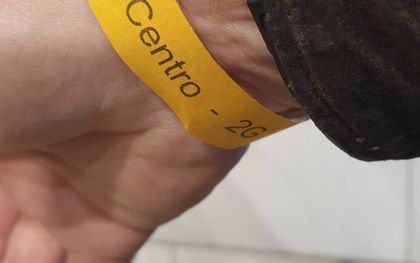 Centro - 2G